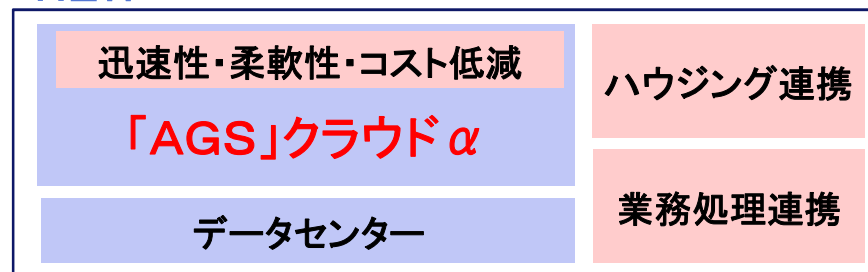 迅速性・柔軟性・コスト低減
「AGS」クラウドα
データセンター
ハウジング連携
業務処理連携